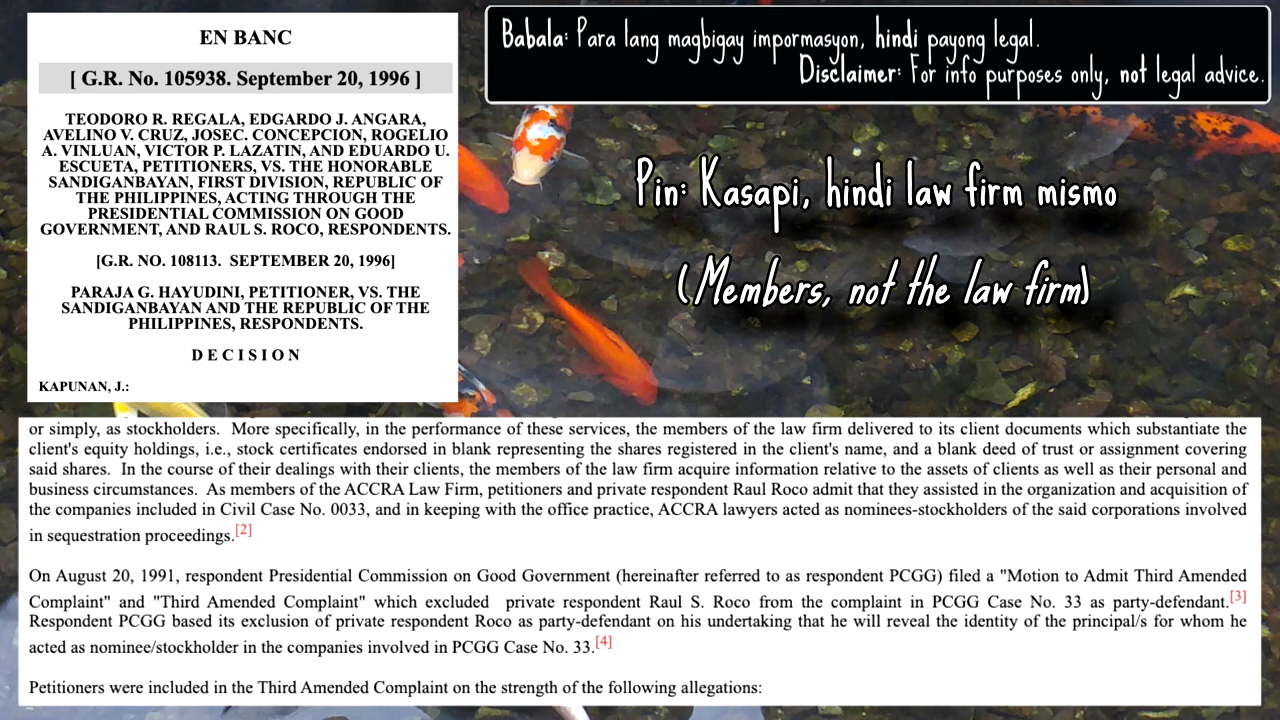 EN BANC
[ G.R. No. 105938. September 20, 1996 ]
TEODORO R. REGALA, EDGARDO J. ANGARA,
AVELINO V. CRUZ, JOSEC. CONCEPCION, ROGELIO
A. VINLUAN, VICTOR P. LAZATIN, AND EDUARDO U.
ESCUETA, PETITIONERS, VS. THE HONORABLE
SANDIGANBAYAN, FIRST DIVISION, REPUBLIC OF
THE PHILIPPINES, ACTING THROUGH THE
PRESIDENTIAL COMMISSION ON GOOD
GOVERNMENT, AND RAUL S. ROCO, RESPONDENTS.
[G.R. NO. 108113. SEPTEMBER 20, 1996]
PARAJA G. HAYUDINI, PETITIONER, VS. THE
SANDIGANBAYAN AND THE REPUBLIC OF THE
PHILIPPINES, RESPONDENTS.
D E C I S I O N
KAPUNAN, J.:
Babala: Para lang magbigay impormasyon, hindi payong legal.
Disclaimer: For info purposes only, not legal advice.
Pin: Kasapi, hindi law firm mismo
(Members, not the law firm)
or simply, as stockholders. More specifically, in the performance of these services, the members of the law firm delivered to its client documents which substantiate the
client's equity holdings, i.e., stock certificates endorsed in blank representing the shares registered in the client's name, and a blank deed of trust or assignment covering
said shares. In the course of their dealings with their clients, the members of the law firm acquire information relative to the assets of clients as well as their personal and
business circumstances. As members of the ACCRA Law Firm, petitioners and private respondent Raul Roco admit that they assisted in the organization and acquisition of
the companies included in Civil Case No. 0033, and in keeping with the office practice, ACCRA lawyers acted as nominees-stockholders of the said corporations involved
in sequestration proceedings.[2]
On August 20, 1991, respondent Presidential Commission on Good Government (hereinafter referred to as respondent PCGG) filed a "Motion to Admit Third Amended
Complaint" and "Third Amended Complaint" which excluded private respondent Raul S. Roco from the complaint in PCGG Case No. 33 as party-defendant.[3]
Respondent PCGG based its exclusion of private respondent Roco as party-defendant on his undertaking that he will reveal the identity of the principal/s for whom he
acted as nominee/stockholder in the companies involved in PCGG Case No. 33.[4]
Petitioners were included in the Third Amended Complaint on the strength of the following allegations: